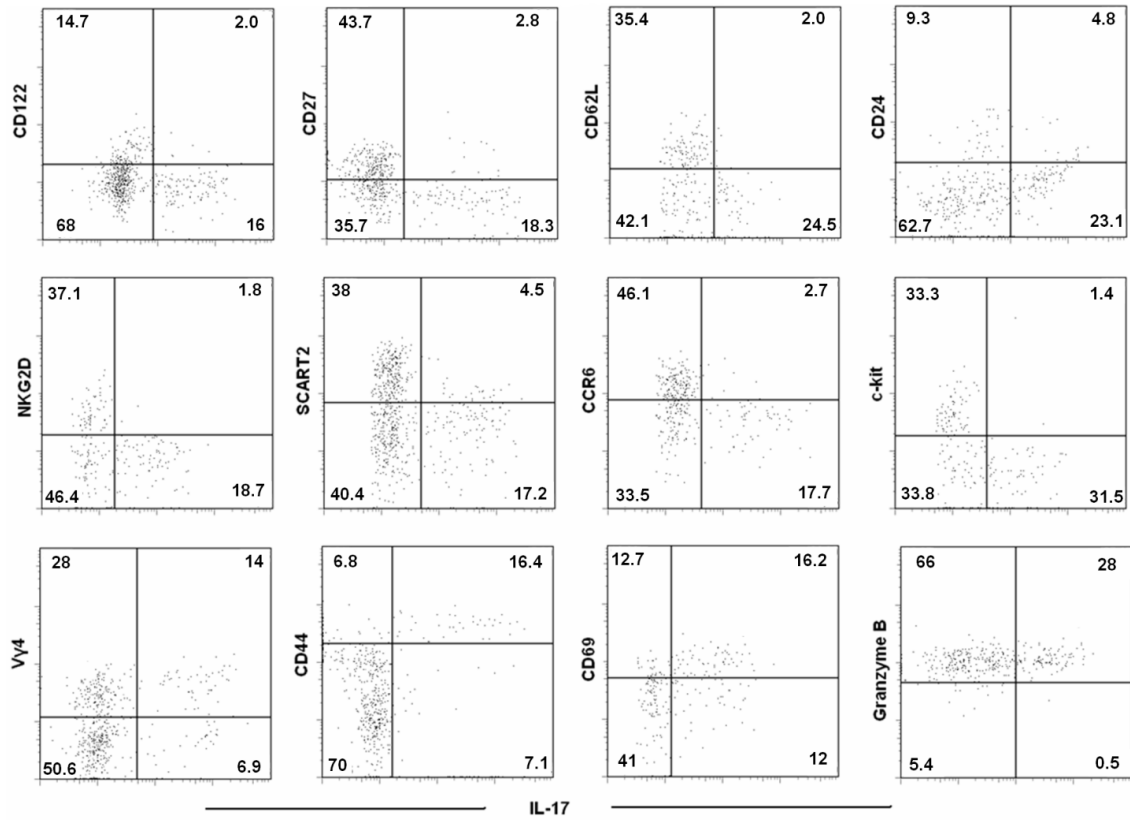 14.7 2.0
CD122
68 16
43.7 2.8
CD27
35.7 18.3
35.4 2.0
CD62L
42.1 24.5
9.3 4.8
CD24
62.7 23.1
37.1 1.8
NKG2D
46.4 18.7
38 4.5
SCART2
40.4 17.2
46.1 2.7
CCR6
33.5 17.7
33.3 1.4
c-kit
33.8 31.5
28 14
Vγ4
50.6 6.9
6.8 16.4
CD44
70 7.1
12.7 16.2
CD69
41 12
66 28
Granzyme B
5.4 0.5
IL-17